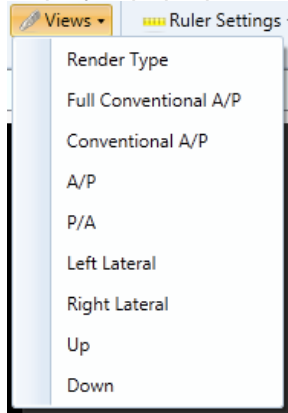 Views Ruler Settings
Render Type
Full Conventional A/P
Conventional A/P
A/P
P/A
Left Lateral
Right Lateral
Up
Down